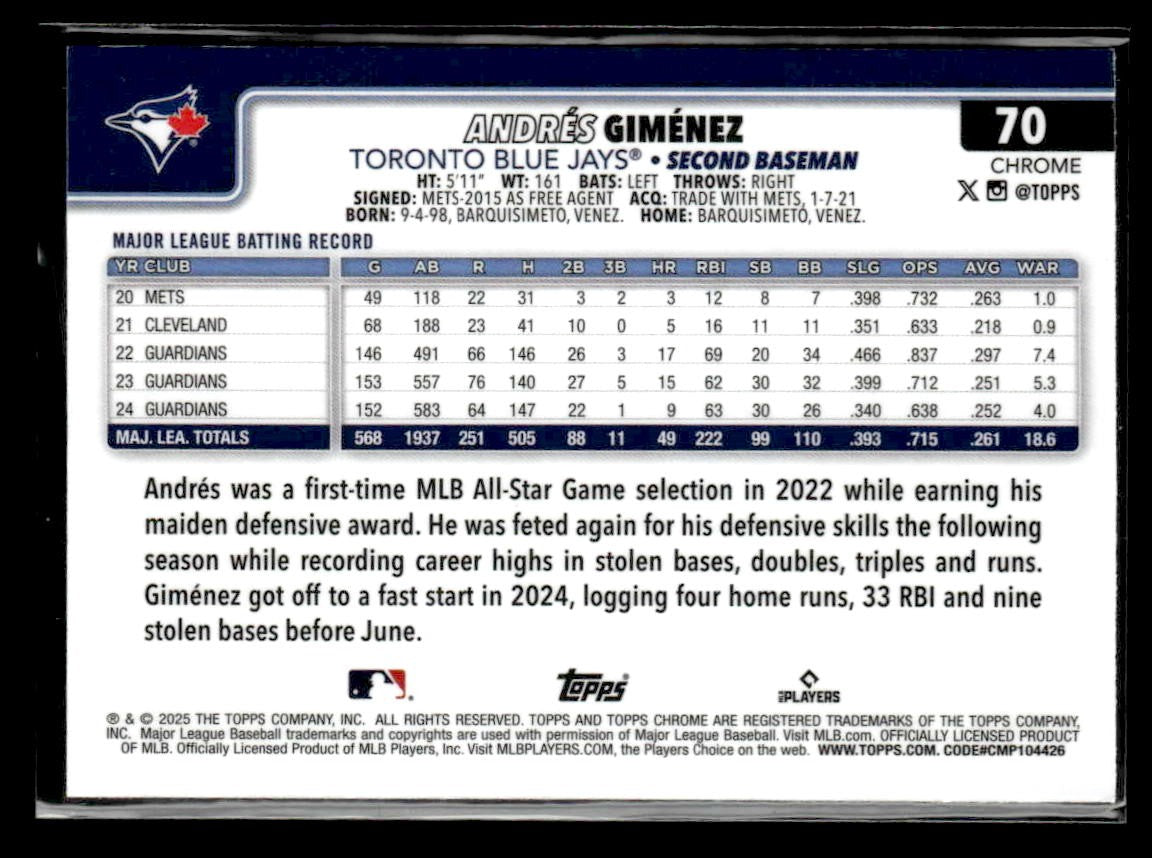 ANDRÉS GIMÉNEZ
70
TORONTO BLUE JAYS® • SECOND BASEMAN
CHROME
HT: 5'11" WT: 161 BATS: LEFT THROWS: RIGHT
SIGNED: METS-2015 AS FREE AGENT ACQ: TRADE WITH METS, 1-7-21
@TOPPS
BORN: 9-4-98, BARQUISIMETO, VENEZ. HOME: BARQUISIMETO, VENEZ.
MAJOR LEAGUE BATTING RECORD
YR CLUB G AB R H 2B 3B HR RBI SB BB SLG OPS AVG WAR
20 METS 49 118 22 31 3 2 3 12 8 7 .398 .732 .263 1.0
21 CLEVELAND 68 188 23 41 10 0 5 16 11 11 .351 .633 .218 0.9
22 GUARDIANS 146 491 66 146 26 3 17 69 20 34 .466 .837 .297 7.4
23 GUARDIANS 153 557 76 140 27 5 15 62 30 32 .399 .712 .251 5.3
24 GUARDIANS 152 583 64 147 22 1 9 63 30 26 .340 .638 .252 4.0
MAJ. LEA. TOTALS 568 1937 251 505 88 11 49 222 99 110 .393 .715 .261 18.6
Andrés was a first-time MLB All-Star Game selection in 2022 while earning his
maiden defensive award. He was feted again for his defensive skills the following
season while recording career highs in stolen bases, doubles, triples and runs.
Giménez got off to a fast start in 2024, logging four home runs, 33 RBI and nine
stolen bases before June.
Topps
PLAYERS
® & © 2025 THE TOPPS COMPANY, INC. ALL RIGHTS RESERVED. TOPPS AND TOPPS CHROME ARE REGISTERED TRADEMARKS OF THE TOPPS COMPANY,
INC. Major League Baseball trademarks and copyrights are used with permission of Major League Baseball. Visit MLB.com. OFFICIALLY LICENSED PRODUCT
OF MLB. Officially Licensed Product of MLB Players, Inc. Visit MLBPLAYERS.COM, the Players Choice on the web. WWW.TOPPS.COM. CODE#CMP104426